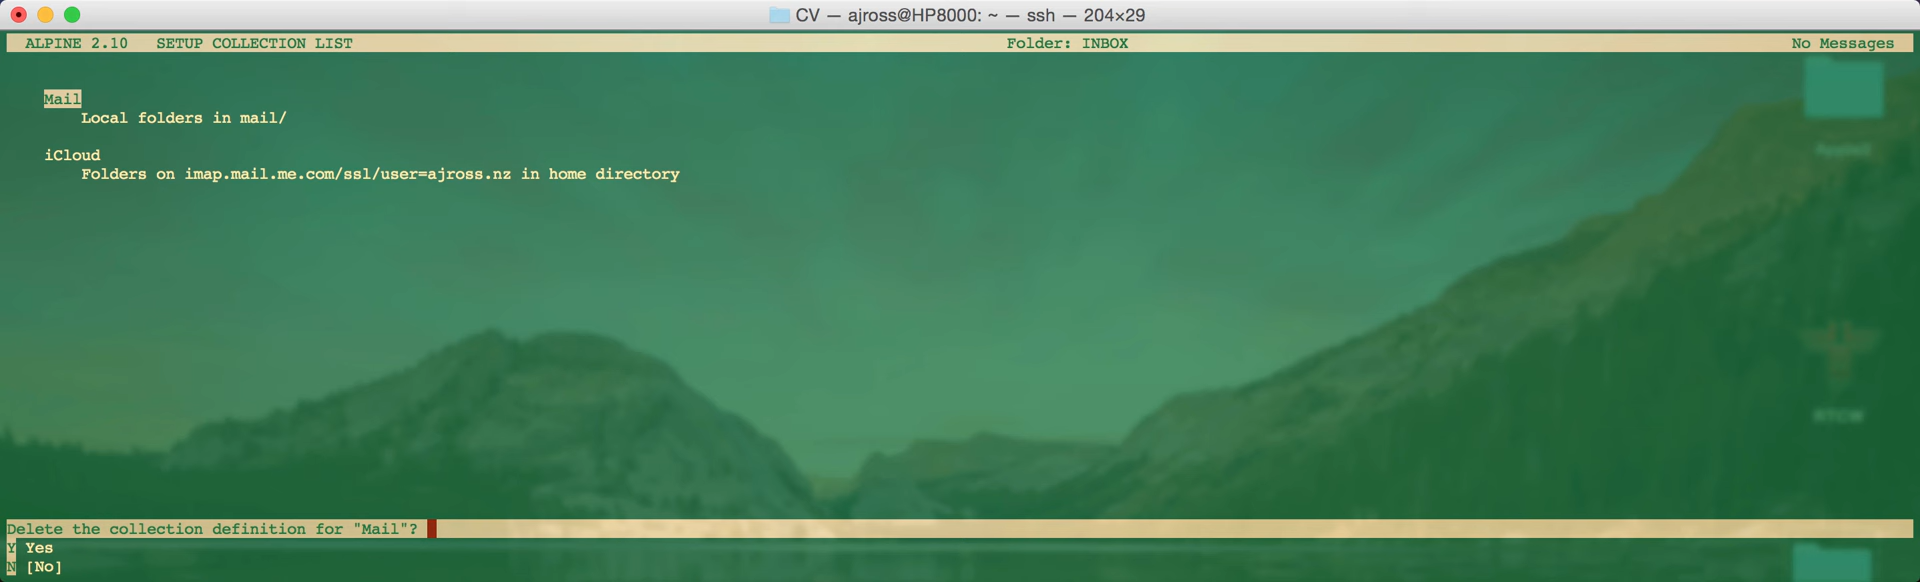 CV — ajross@HP8000: ~ — ssh — 204×29
ALPINE 2.10 SETUP COLLECTION LIST Folder: INBOX No Messages
Mail
Local folders in mail/
iCloud
Folders on imap.mail.me.com/ssl/user=ajross.nz in home directory
Delete the collection definition for "Mail"?
Y Yes
N [No]